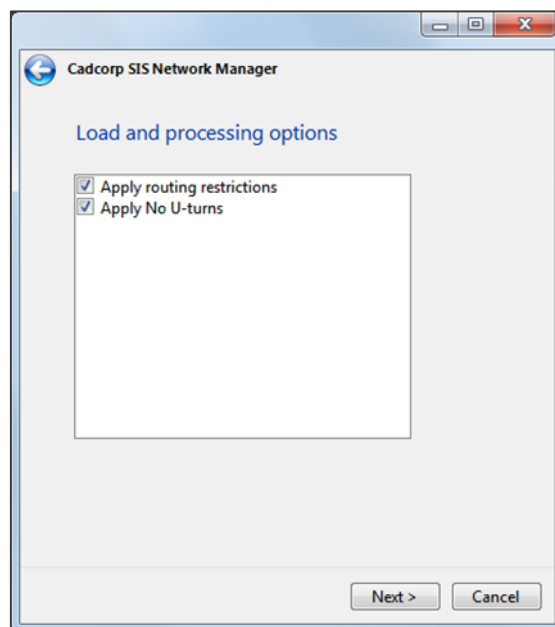 Cadcorp SIS Network Manager
Load and processing options
Apply routing restrictions
Apply No U-turns
Next >
Cancel